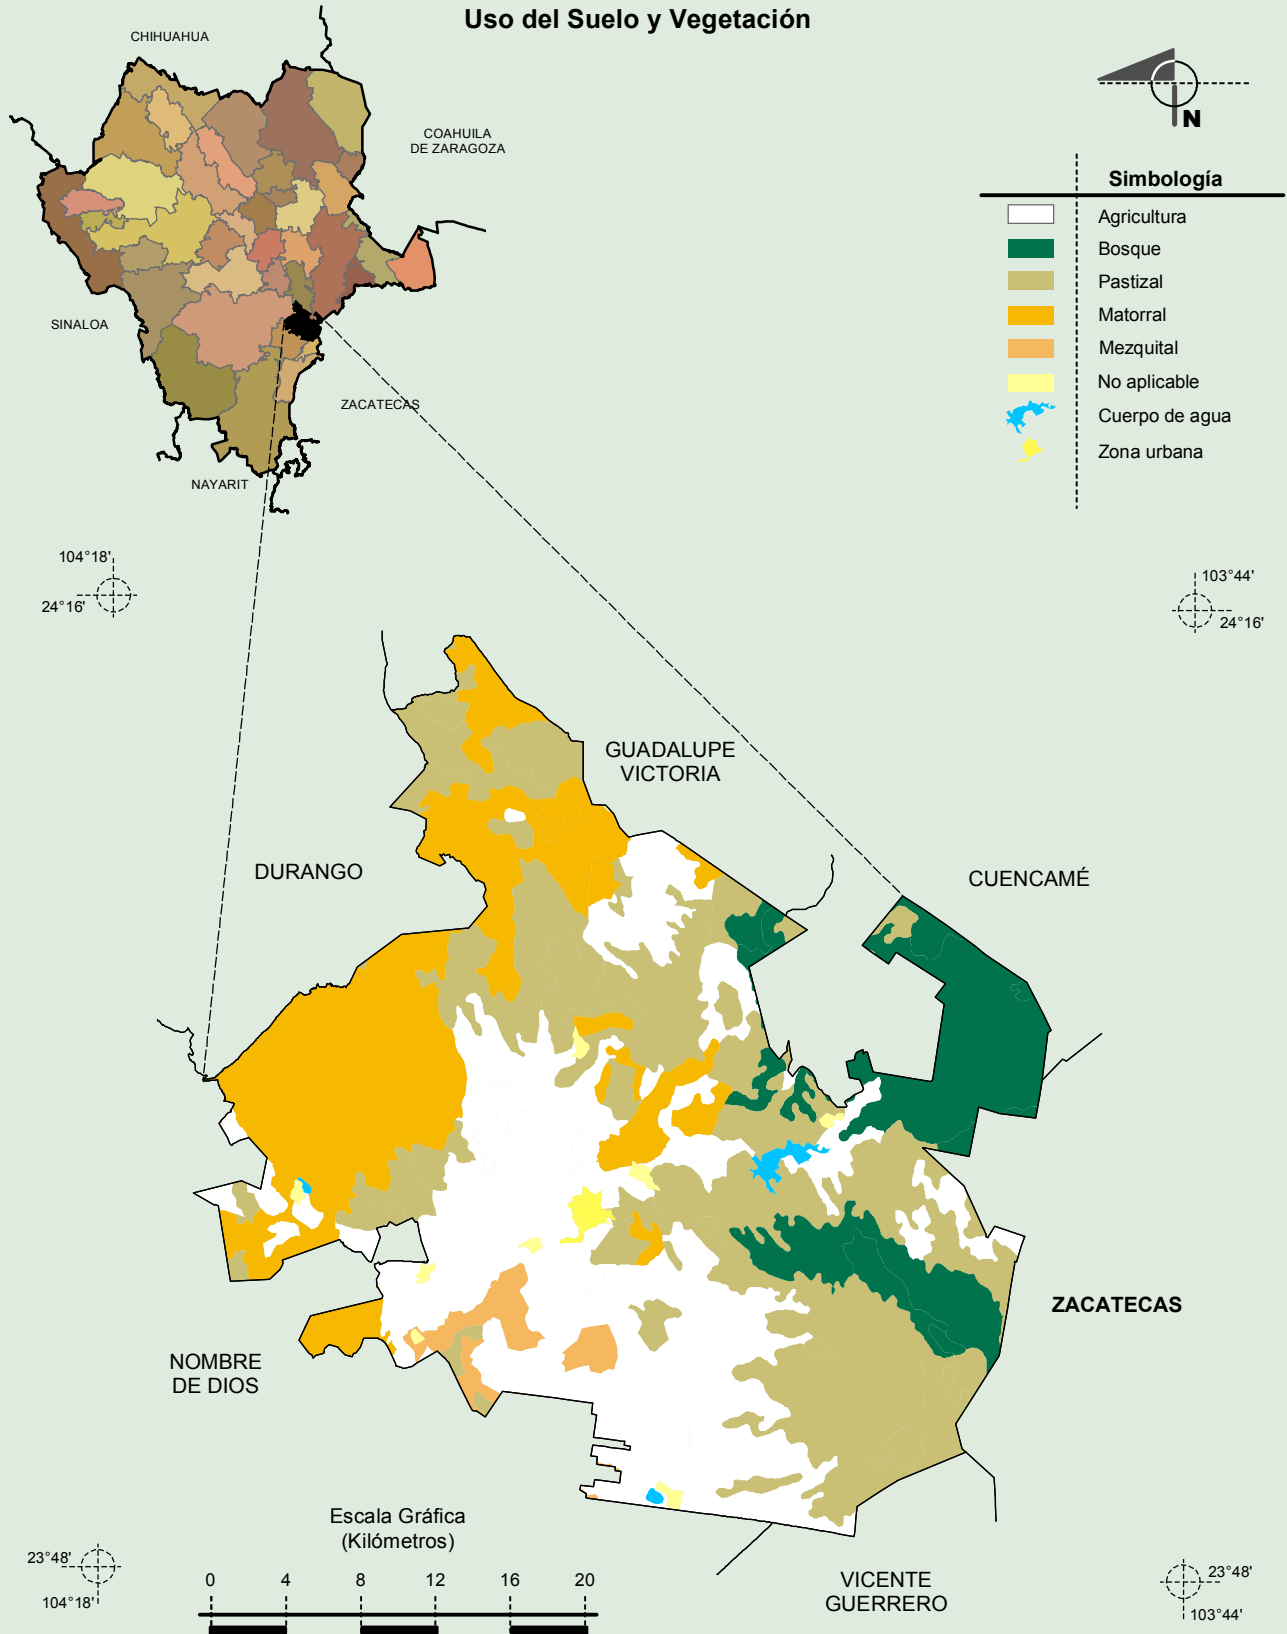 Uso del Suelo y Vegetación
CHIHUAHUA
COAHUILA
DE ZARAGOZA
SINALOA
ZACATECAS
NAYARIT
N
Simbología
Agricultura
Bosque
Pastizal
Matorral
Mezquital
No aplicable
Cuerpo de agua
Zona urbana
104°18'
24°16'
103°44'
24°16'
GUADALUPE
VICTORIA
DURANGO
CUENCAMÉ
ZACATECAS
NOMBRE
DE DIOS
VICENTE
GUERRERO
Escala Gráfica
(Kilómetros)
0 4 8 12 16 20
23°48'
104°18'
23°48'
103°44'